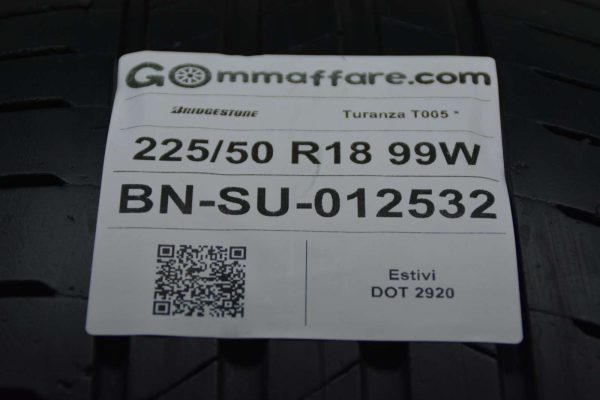 GOmmaffare.com
BRIDGESTONE Turanza T005 *
225/50 R18 99W
BN-SU-012532
Estivi
DOT 2920